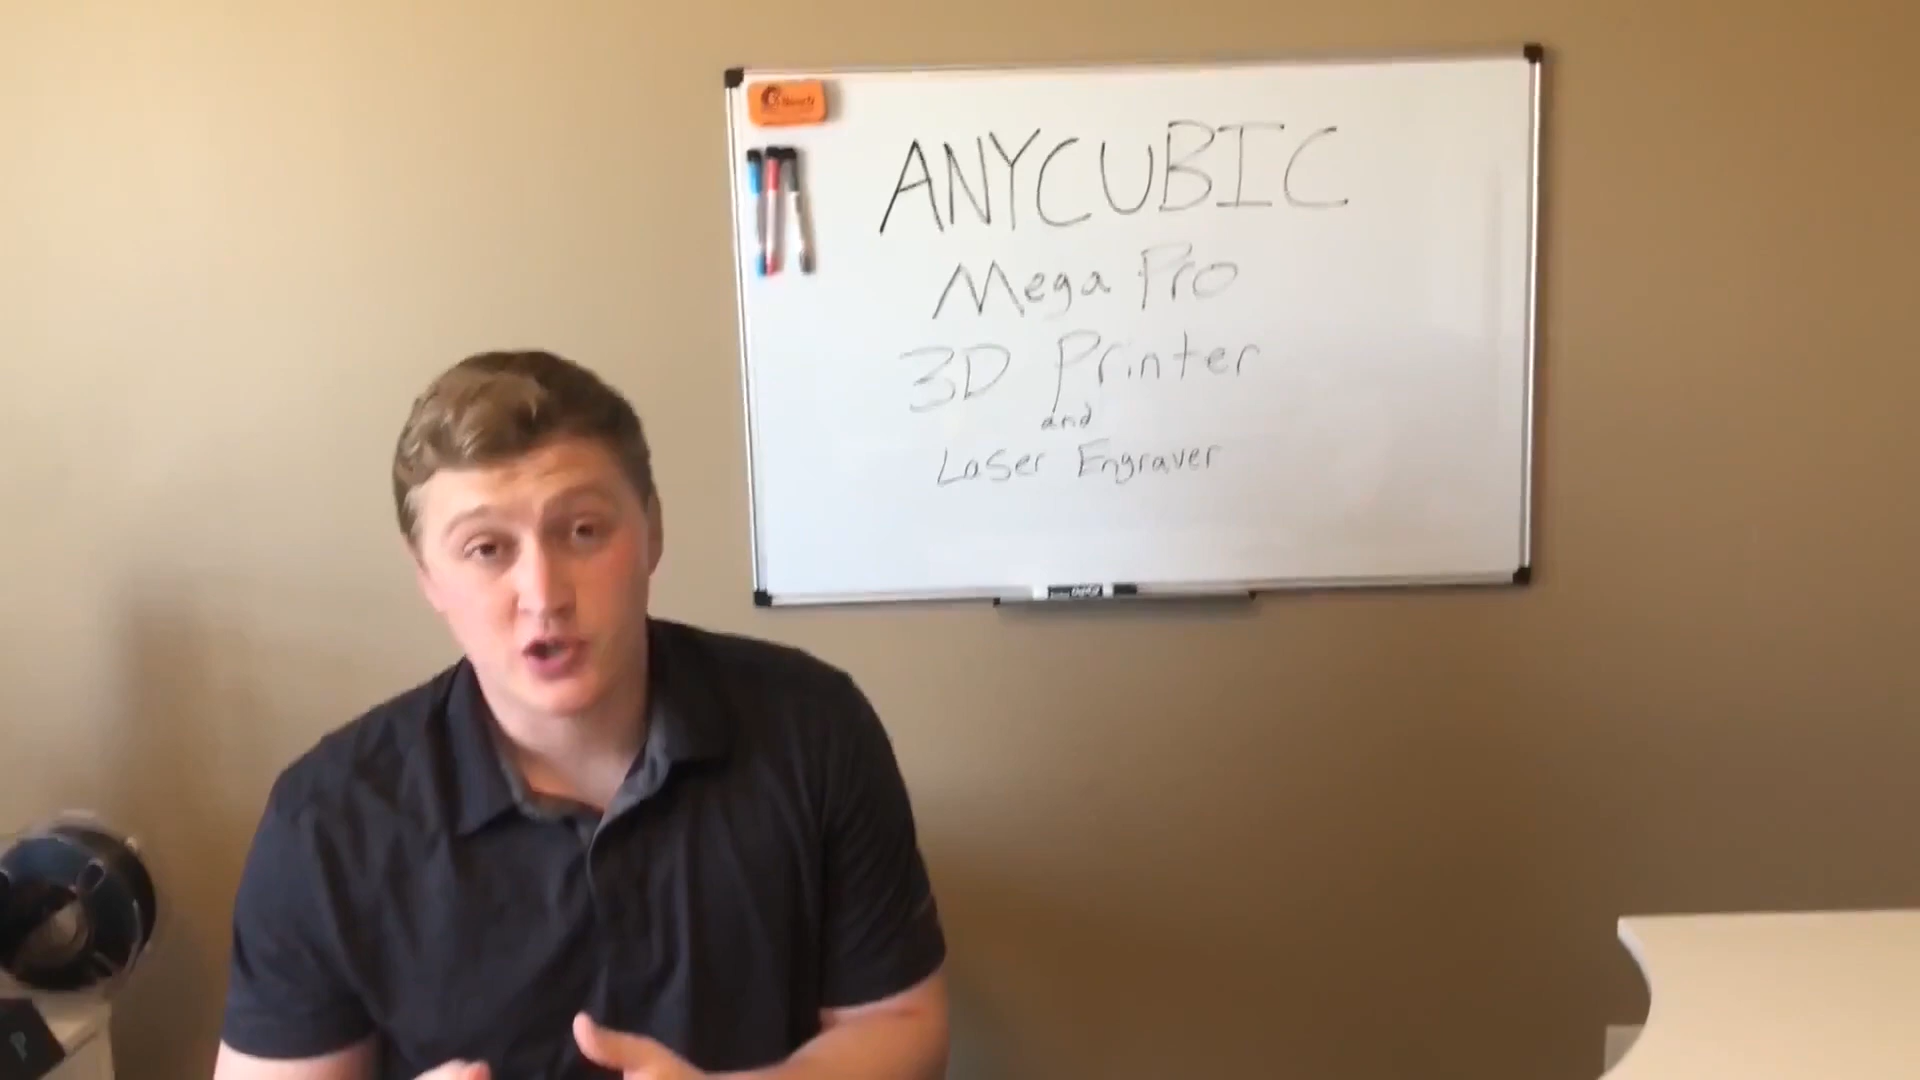 ANYCUBIC
Mega Pro
3D Printer
and
Laser Engraver